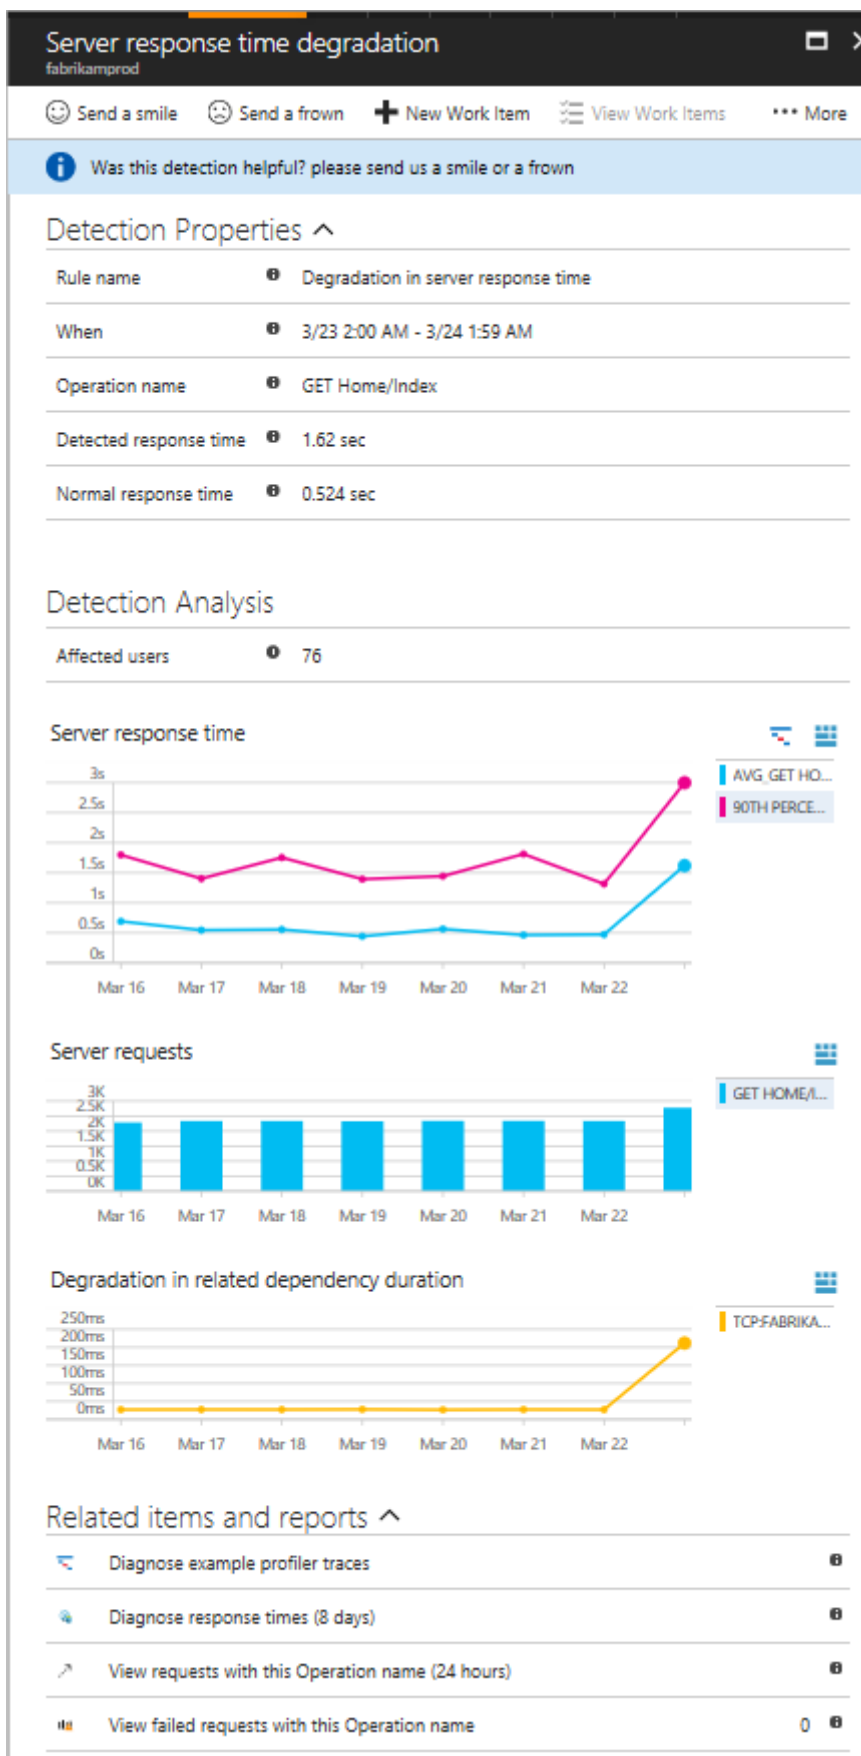 Server response time degradation
fabrikamprod
Send a smile Send a frown New Work Item View Work Items ••• More
Was this detection helpful? please send us a smile or a frown
Detection Properties
Rule name Degradation in server response time
When 3/23 2:00 AM - 3/24 1:59 AM
Operation name GET Home/Index
Detected response time 1.62 sec
Normal response time 0.524 sec
Detection Analysis
Affected users 76
Server response time
3s
2.5s
2s
1.5s
1s
0.5s
0s
Mar 16 Mar 17 Mar 18 Mar 19 Mar 20 Mar 21 Mar 22
AVG_GET HO...
90TH PERCE...
Server requests
3K
2.5K
2K
1.5K
1K
0.5K
0K
Mar 16 Mar 17 Mar 18 Mar 19 Mar 20 Mar 21 Mar 22
GET HOME/I...
Degradation in related dependency duration
250ms
200ms
150ms
100ms
50ms
0ms
Mar 16 Mar 17 Mar 18 Mar 19 Mar 20 Mar 21 Mar 22
TCP:FABRIKA...
Related items and reports
Diagnose example profiler traces
Diagnose response times (8 days)
View requests with this Operation name (24 hours)
View failed requests with this Operation name 0